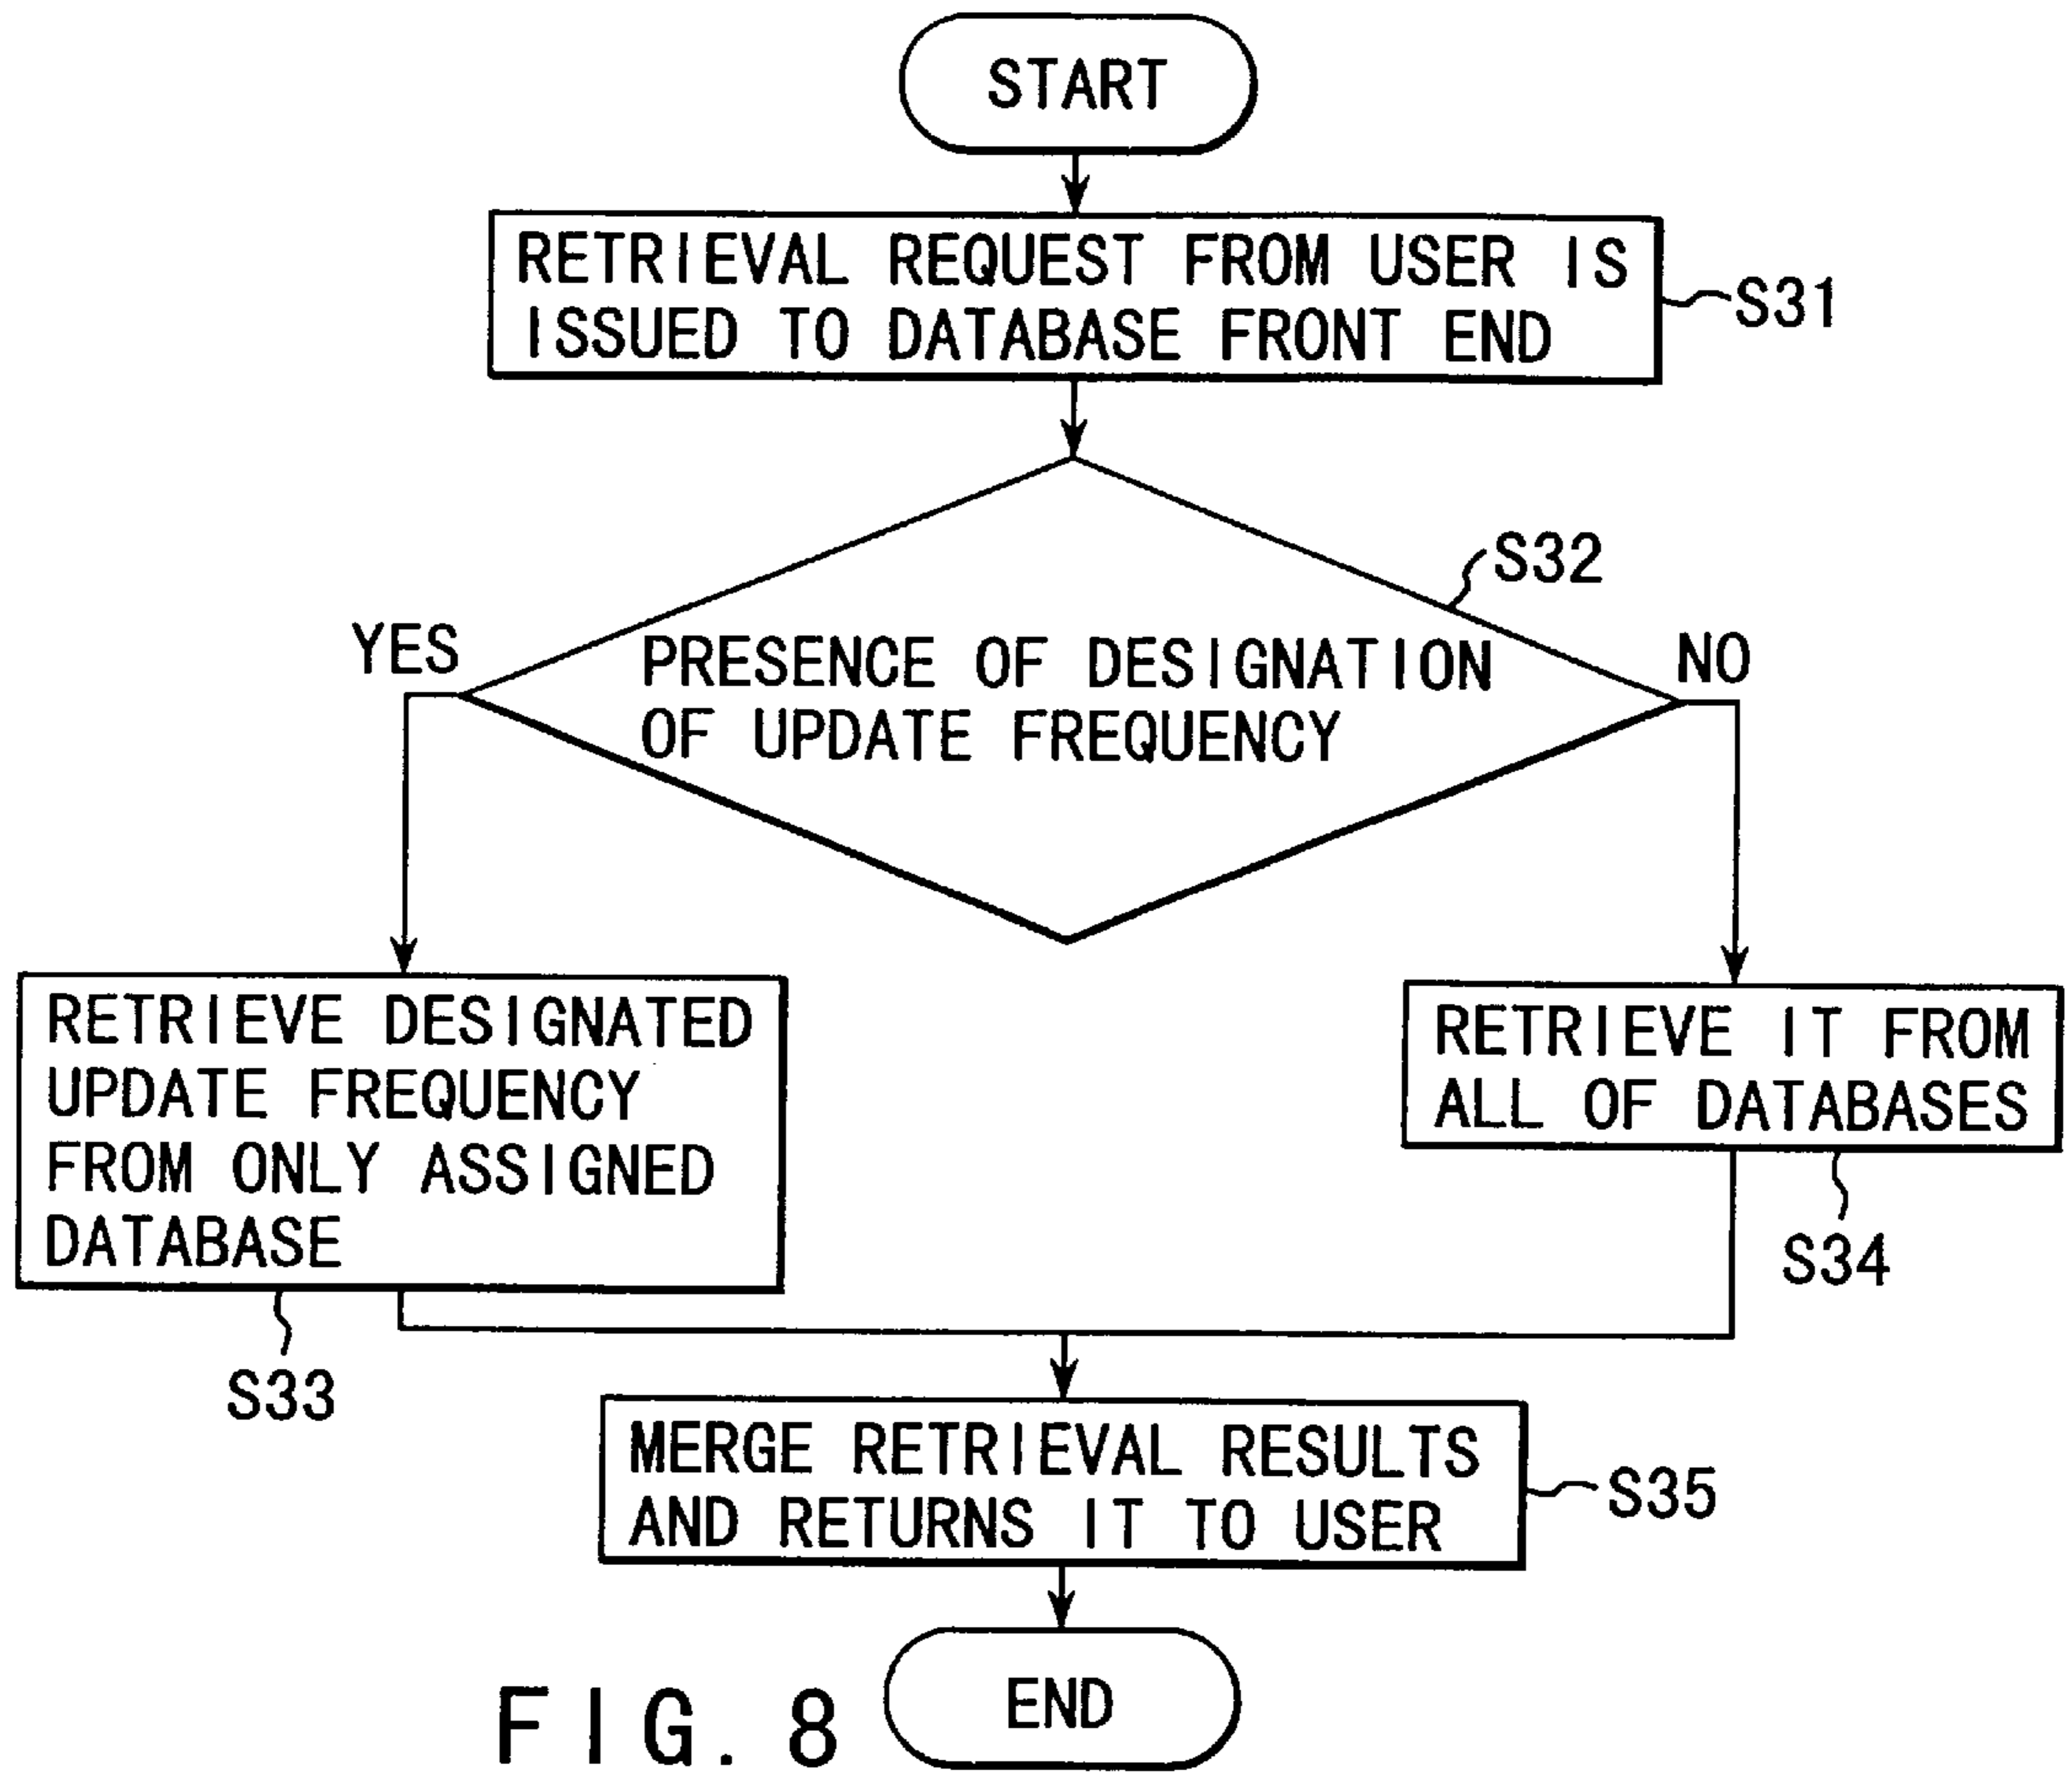 START
RETRIEVAL REQUEST FROM USER IS
ISSUED TO DATABASE FRONT END
S31
S32
YES
PRESENCE OF DESIGNATION
OF UPDATE FREQUENCY
NO
RETRIEVE DESIGNATED
UPDATE FREQUENCY
FROM ONLY ASSIGNED
DATABASE
S33
RETRIEVE IT FROM
ALL OF DATABASES
S34
MERGE RETRIEVAL RESULTS
AND RETURNS IT TO USER
S35
END
FIG. 8